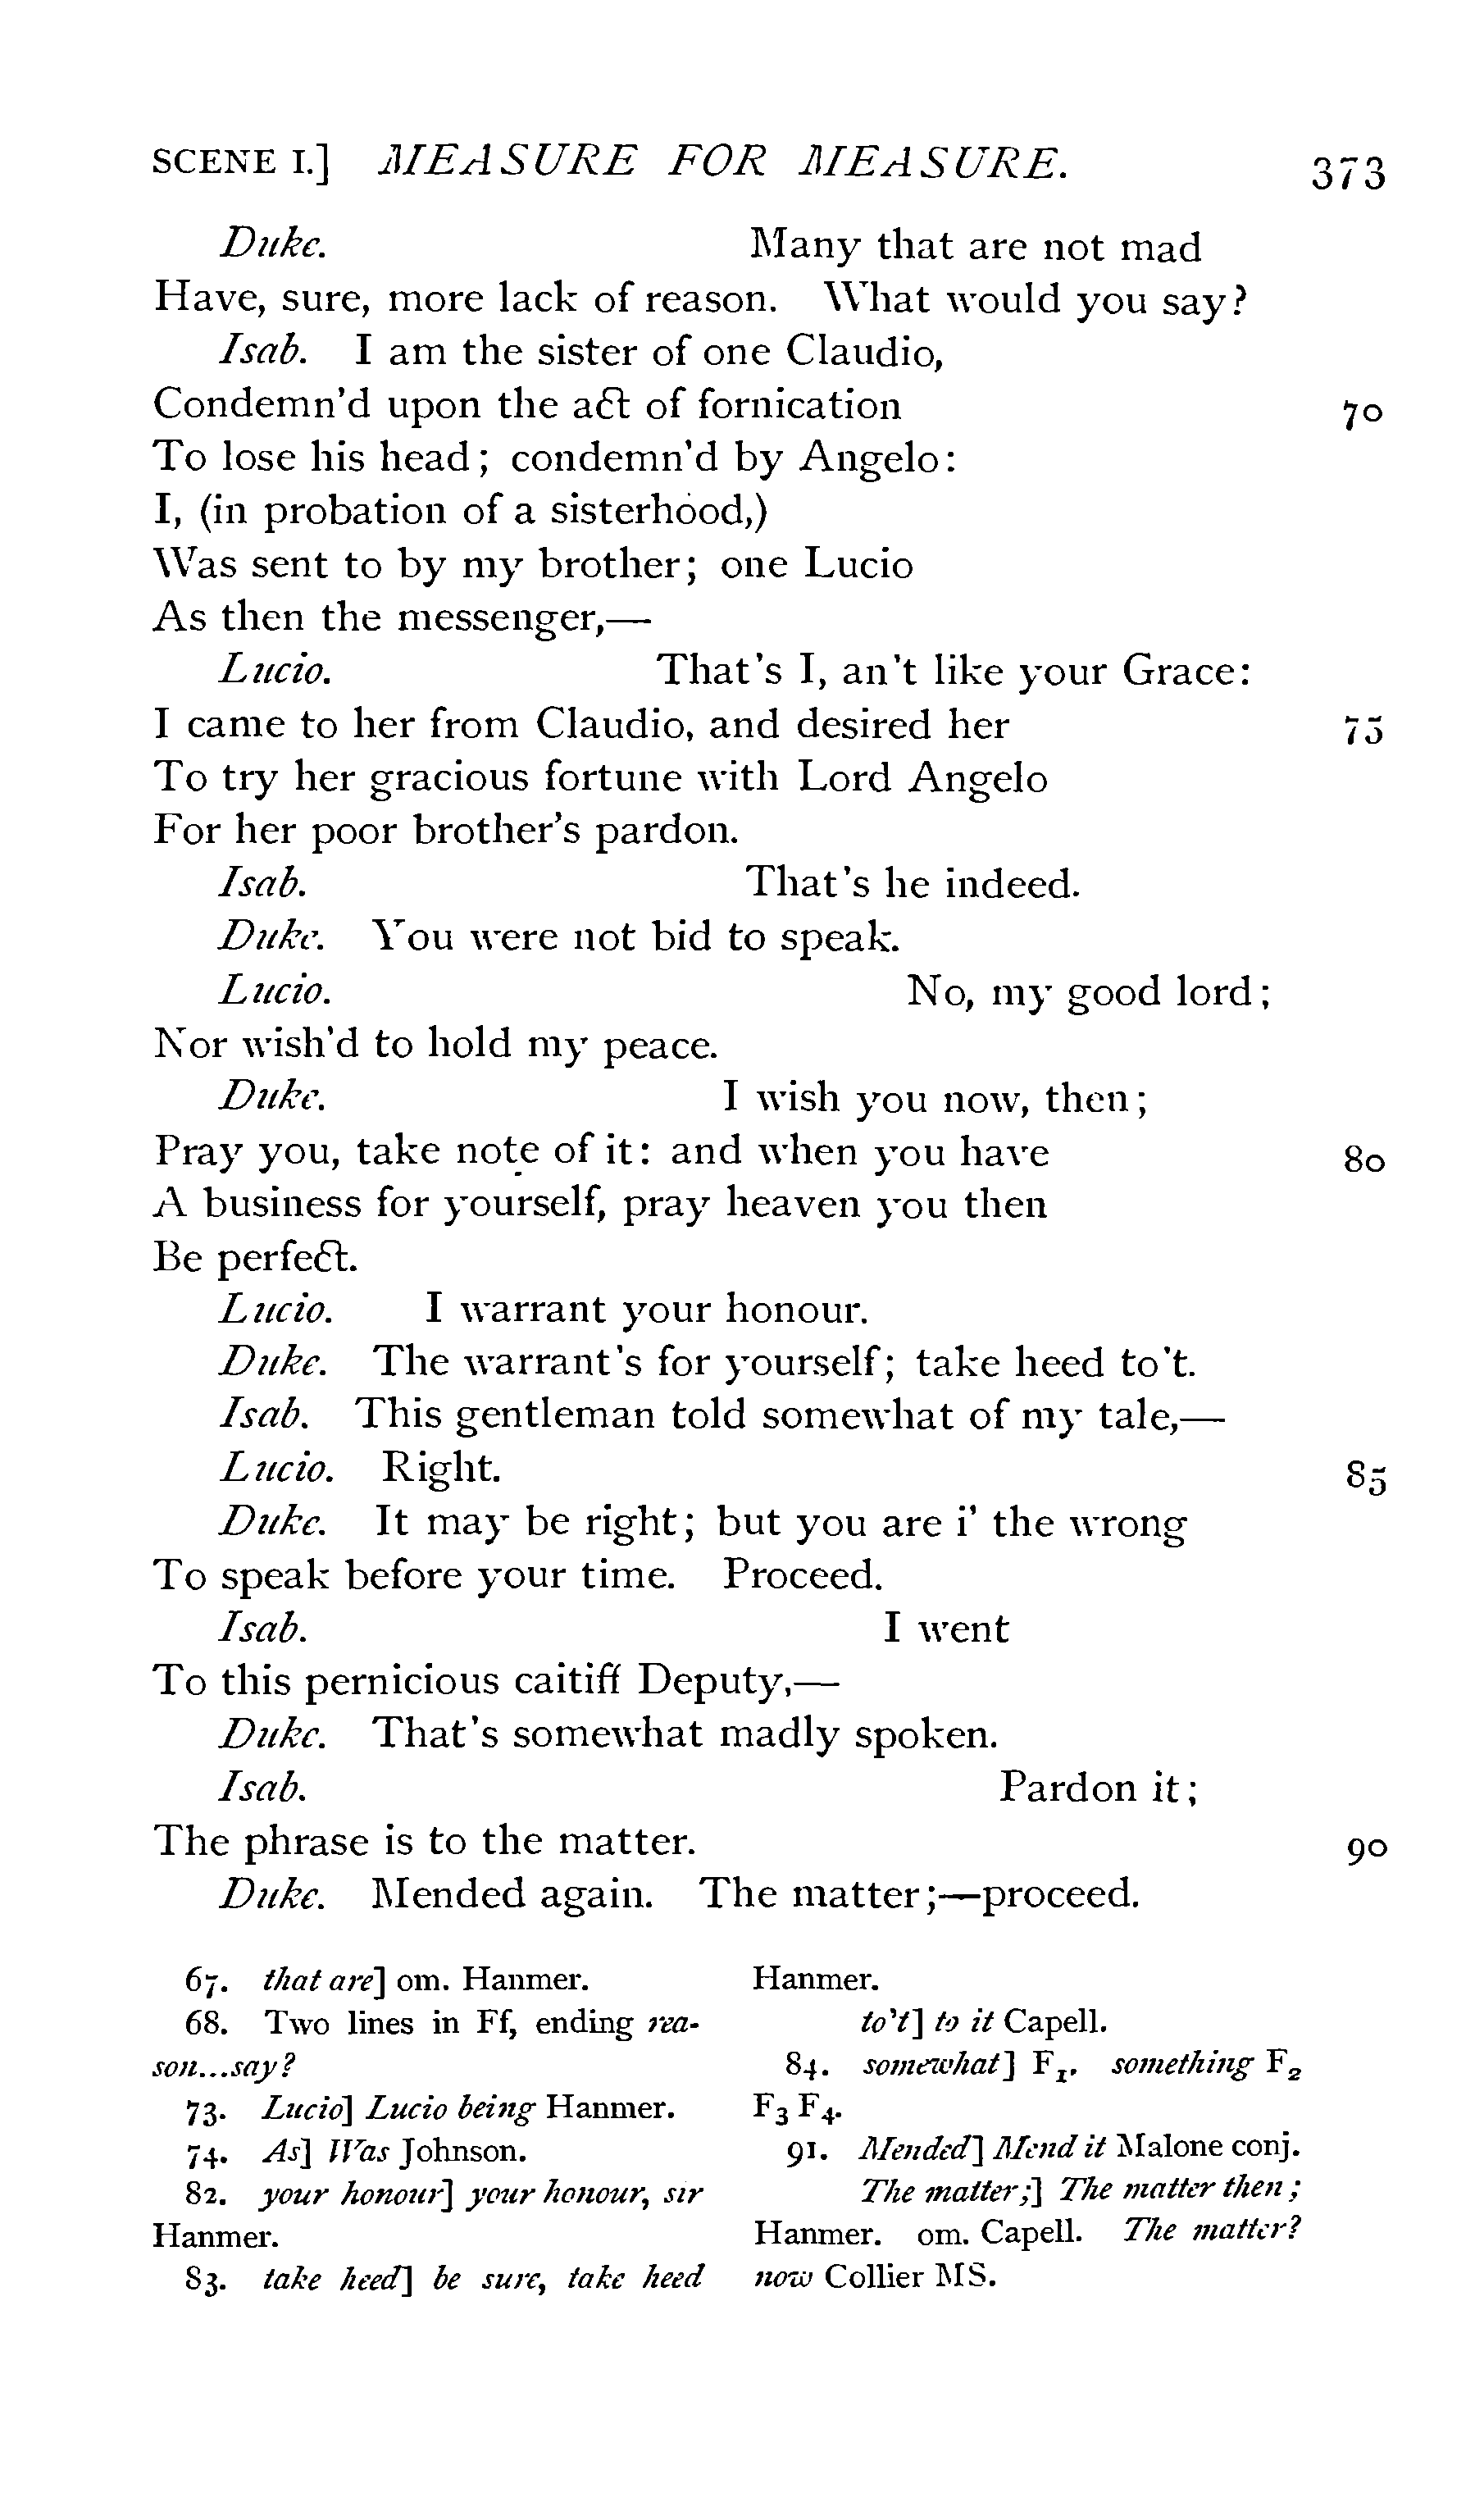 SCENE I.] MEASURE FOR MEASURE. 373
Duke. Many that are not mad
Have, sure, more lack of reason. What would you say?
Isab. I am the sister of one Claudio,
Condemn'd upon the act of fornication 70
To lose his head; condemn'd by Angelo:
I, (in probation of a sisterhood,)
Was sent to by my brother; one Lucio
As then the messenger,—
Lucio. That's I, an't like your Grace:
I came to her from Claudio, and desired her 75
To try her gracious fortune with Lord Angelo
For her poor brother's pardon.
Isab. That's he indeed.
Duke. You were not bid to speak.
Lucio. No, my good lord;
Nor wish'd to hold my peace.
Duke. I wish you now, then;
Pray you, take note of it: and when you have 80
A business for yourself, pray heaven you then
Be perfect.
Lucio. I warrant your honour.
Duke. The warrant's for yourself; take heed to't.
Isab. This gentleman told somewhat of my tale,—
Lucio. Right. 85
Duke. It may be right; but you are i' the wrong
To speak before your time. Proceed.
Isab. I went
To this pernicious caitiff Deputy,—
Duke. That's somewhat madly spoken.
Isab. Pardon it;
The phrase is to the matter. 90
Duke. Mended again. The matter;—proceed.
67. that are] om. Hanmer.
68. Two lines in Ff, ending rea-
son...say?
73. Lucio] Lucio being Hanmer.
74. As] Was Johnson.
82. your honour] your honour, sir
Hanmer.
83. take heed] be sure, take heed
Hanmer.
to't] to it Capell.
84. somewhat] F1. something F2
F3 F4.
91. Mended] Mend it Malone conj.
The matter;] The matter then;
Hanmer. om. Capell. The matter?
now Collier MS.